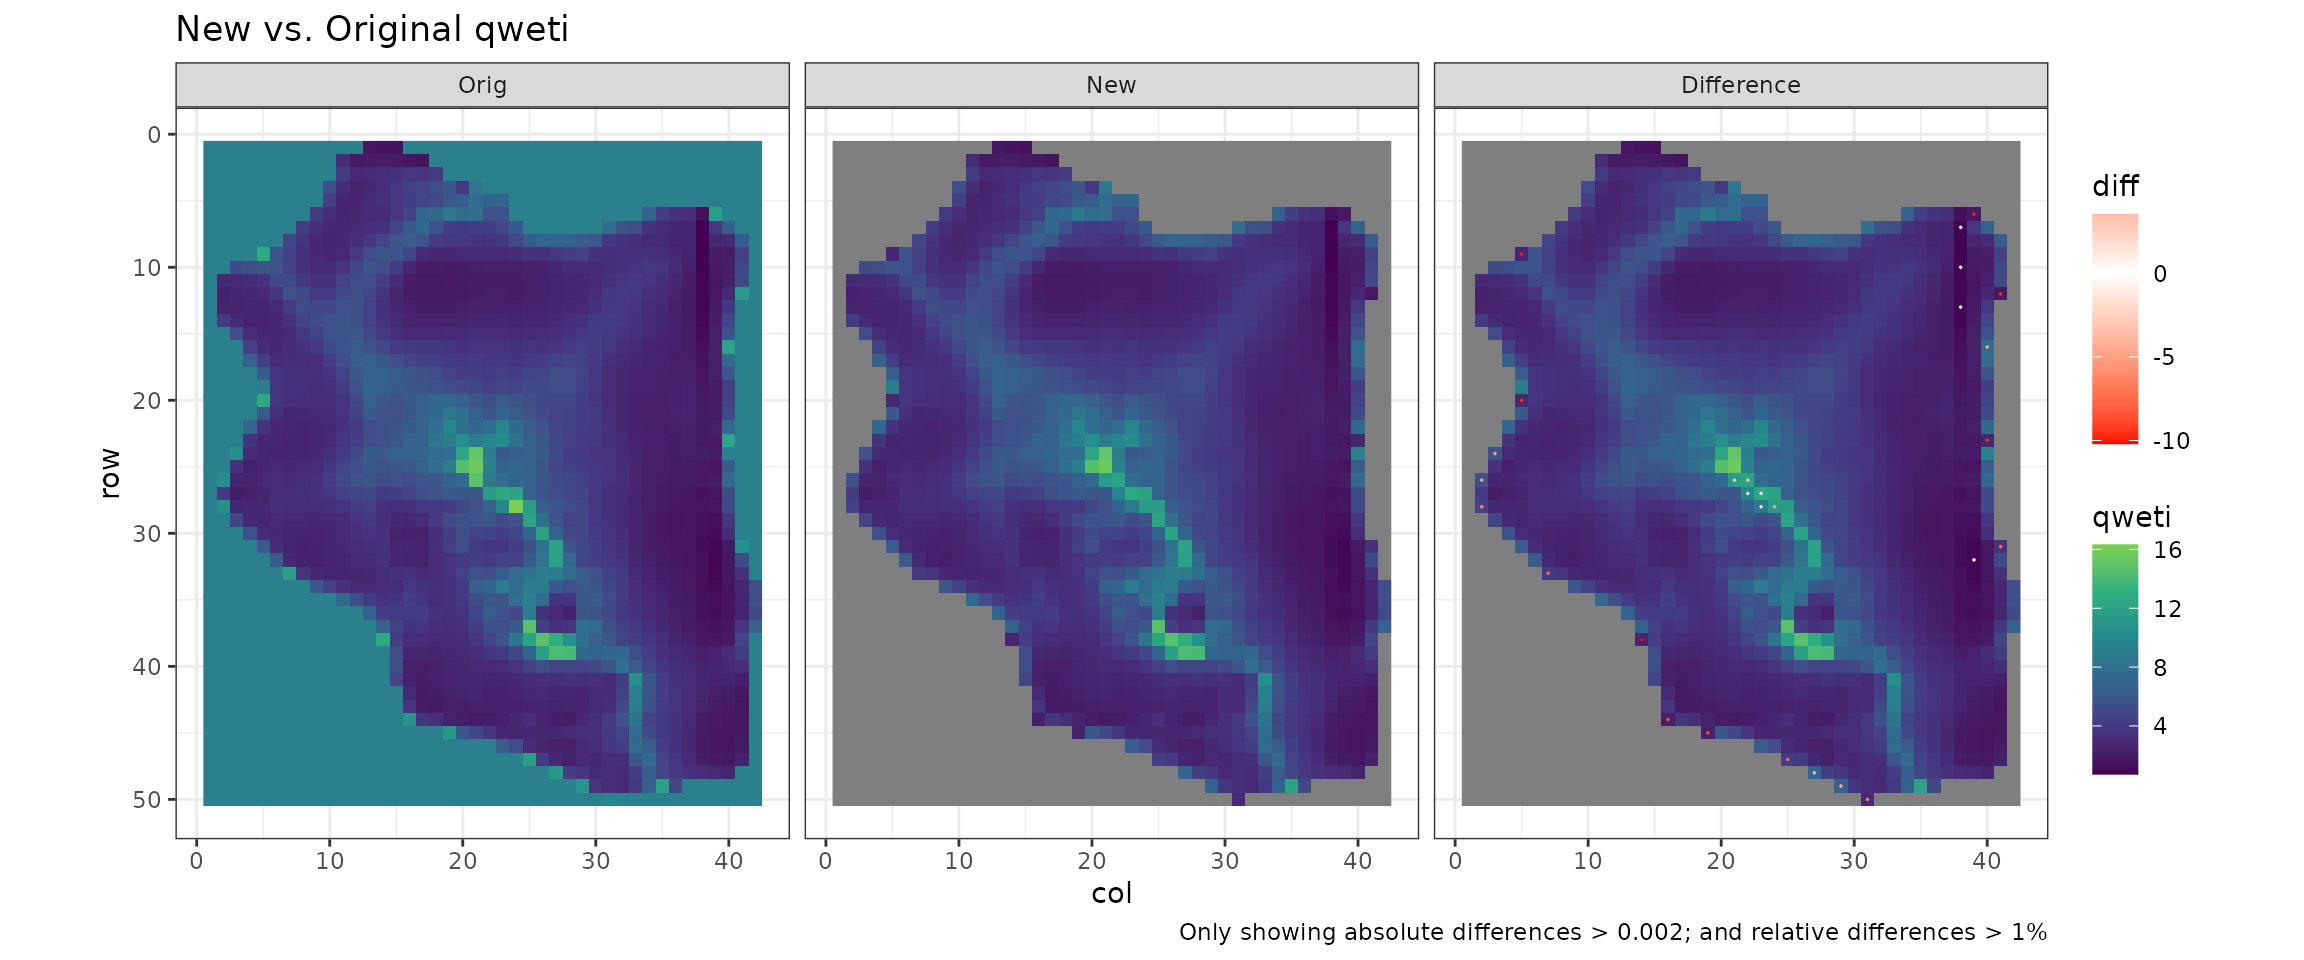 New vs. Original qweti
Orig
New
Difference
row
0
10
20
30
40
50
0 10 20 30 40
0 10 20 30 40
0 10 20 30 40
col
Only showing absolute differences > 0.002; and relative differences > 1%
diff
0
-5
-10
qweti
16
12
8
4